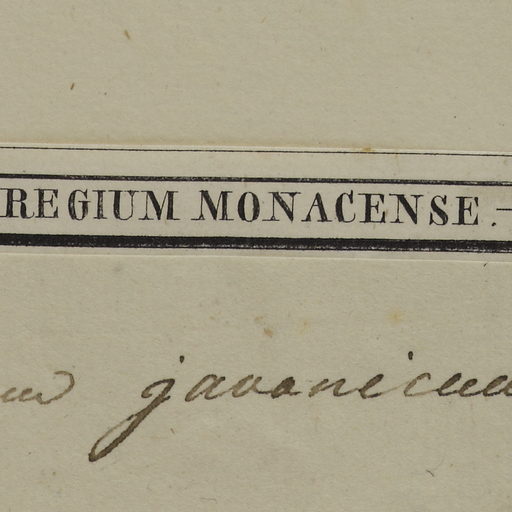 REGIUM MONACENSE. —
javanicum